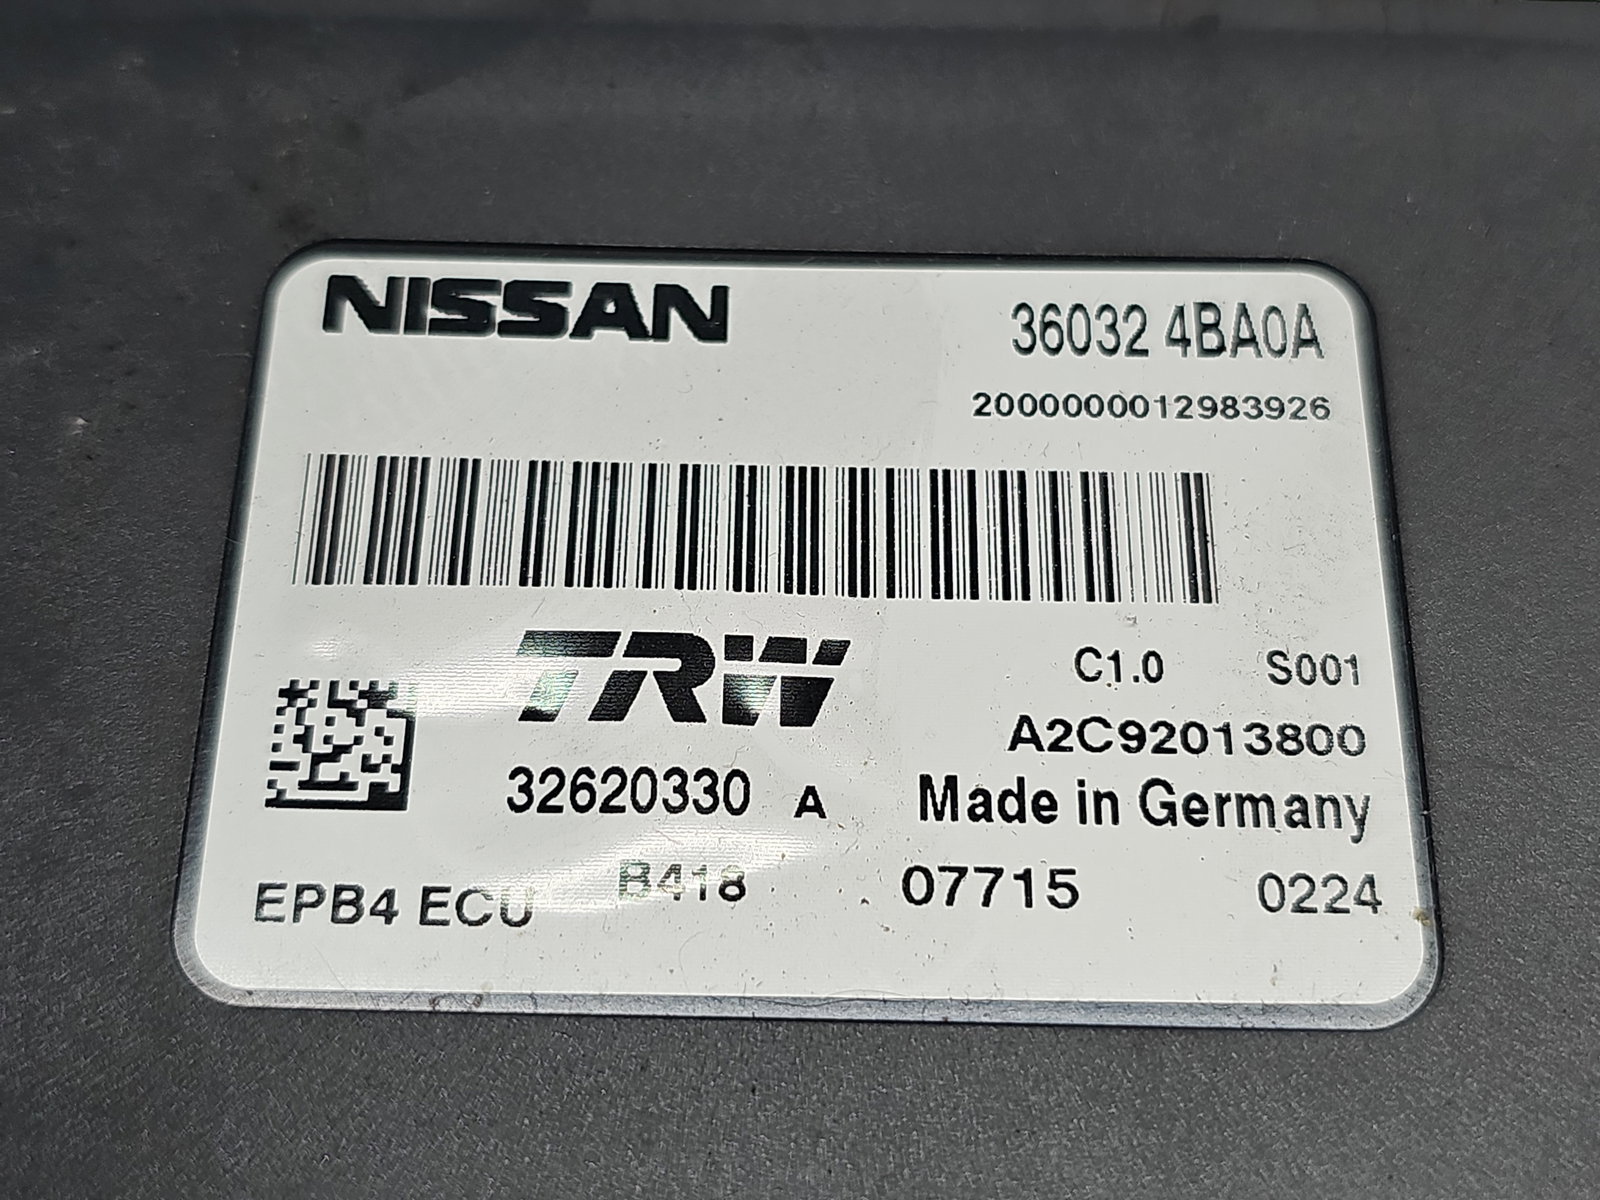 NISSAN
36032 4BA0A
2000000012983926
TRW
C1.0 S001
A2C92013800
32620330 A
Made in Germany
EPB4 ECU B418 07715 0224